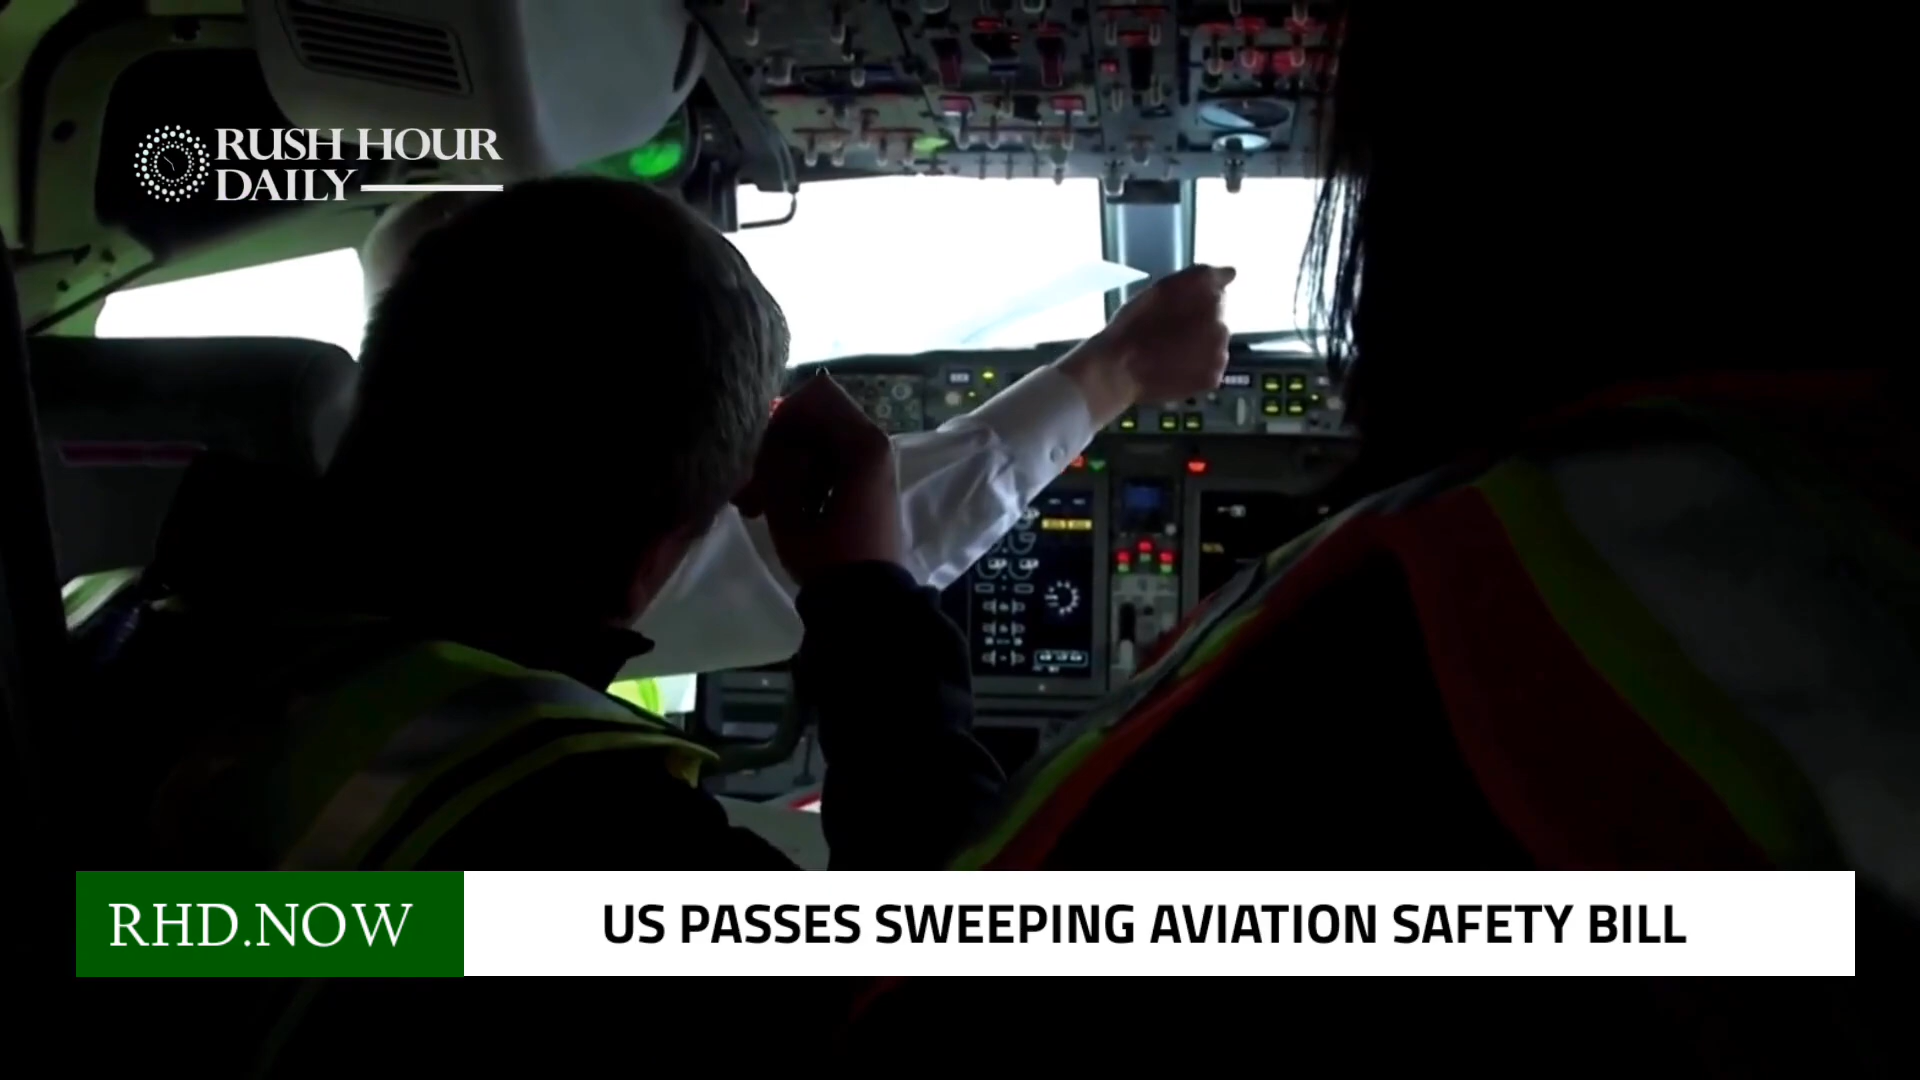 RUSH HOUR
DAILY
RHD.NOW
US PASSES SWEEPING AVIATION SAFETY BILL